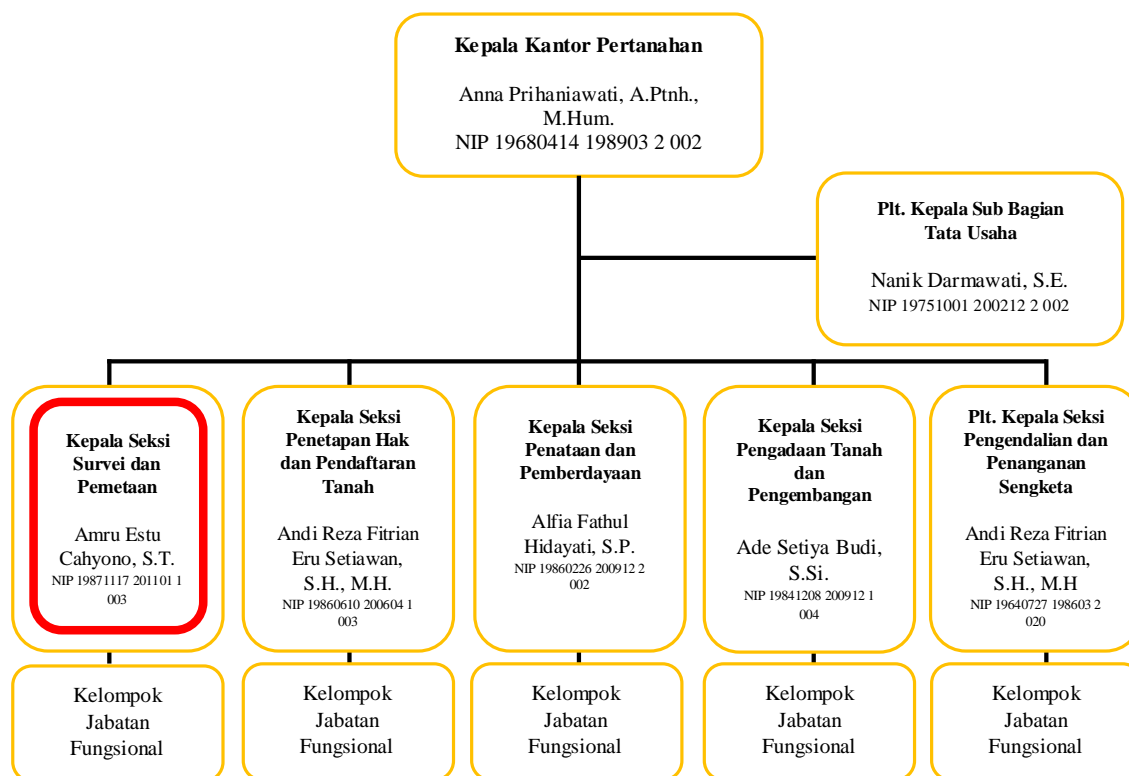 Kepala Kantor Pertanahan
Anna Prihaniawati, A.Ptnh.,
M.Hum.
NIP 19680414 198903 2 002
Plt. Kepala Sub Bagian
Tata Usaha
Nanik Darmawati, S.E.
NIP 19751001 200212 2 002
Kepala Seksi
Survei dan
Pemetaan
Amru Estu
Cahyono, S.T.
NIP 19871117 201101 1
003
Kepala Seksi
Penetapan Hak
dan Pendaftaran
Tanah
Andi Reza Fitrian
Eru Setiawan,
S.H., M.H.
NIP 19860610 200604 1
003
Kepala Seksi
Penataan dan
Pemberdayaan
Alfia Fathul
Hidayati, S.P.
NIP 19860226 200912 2
002
Kepala Seksi
Pengadaan Tanah
dan
Pengembangan
Ade Setiya Budi,
S.Si.
NIP 19841208 200912 1
004
Plt. Kepala Seksi
Pengendalian dan
Penanganan
Sengketa
Andi Reza Fitrian
Eru Setiawan,
S.H., M.H
NIP 19640727 198603 2
020
Kelompok
Jabatan
Fungsional
Kelompok
Jabatan
Fungsional
Kelompok
Jabatan
Fungsional
Kelompok
Jabatan
Fungsional
Kelompok
Jabatan
Fungsional